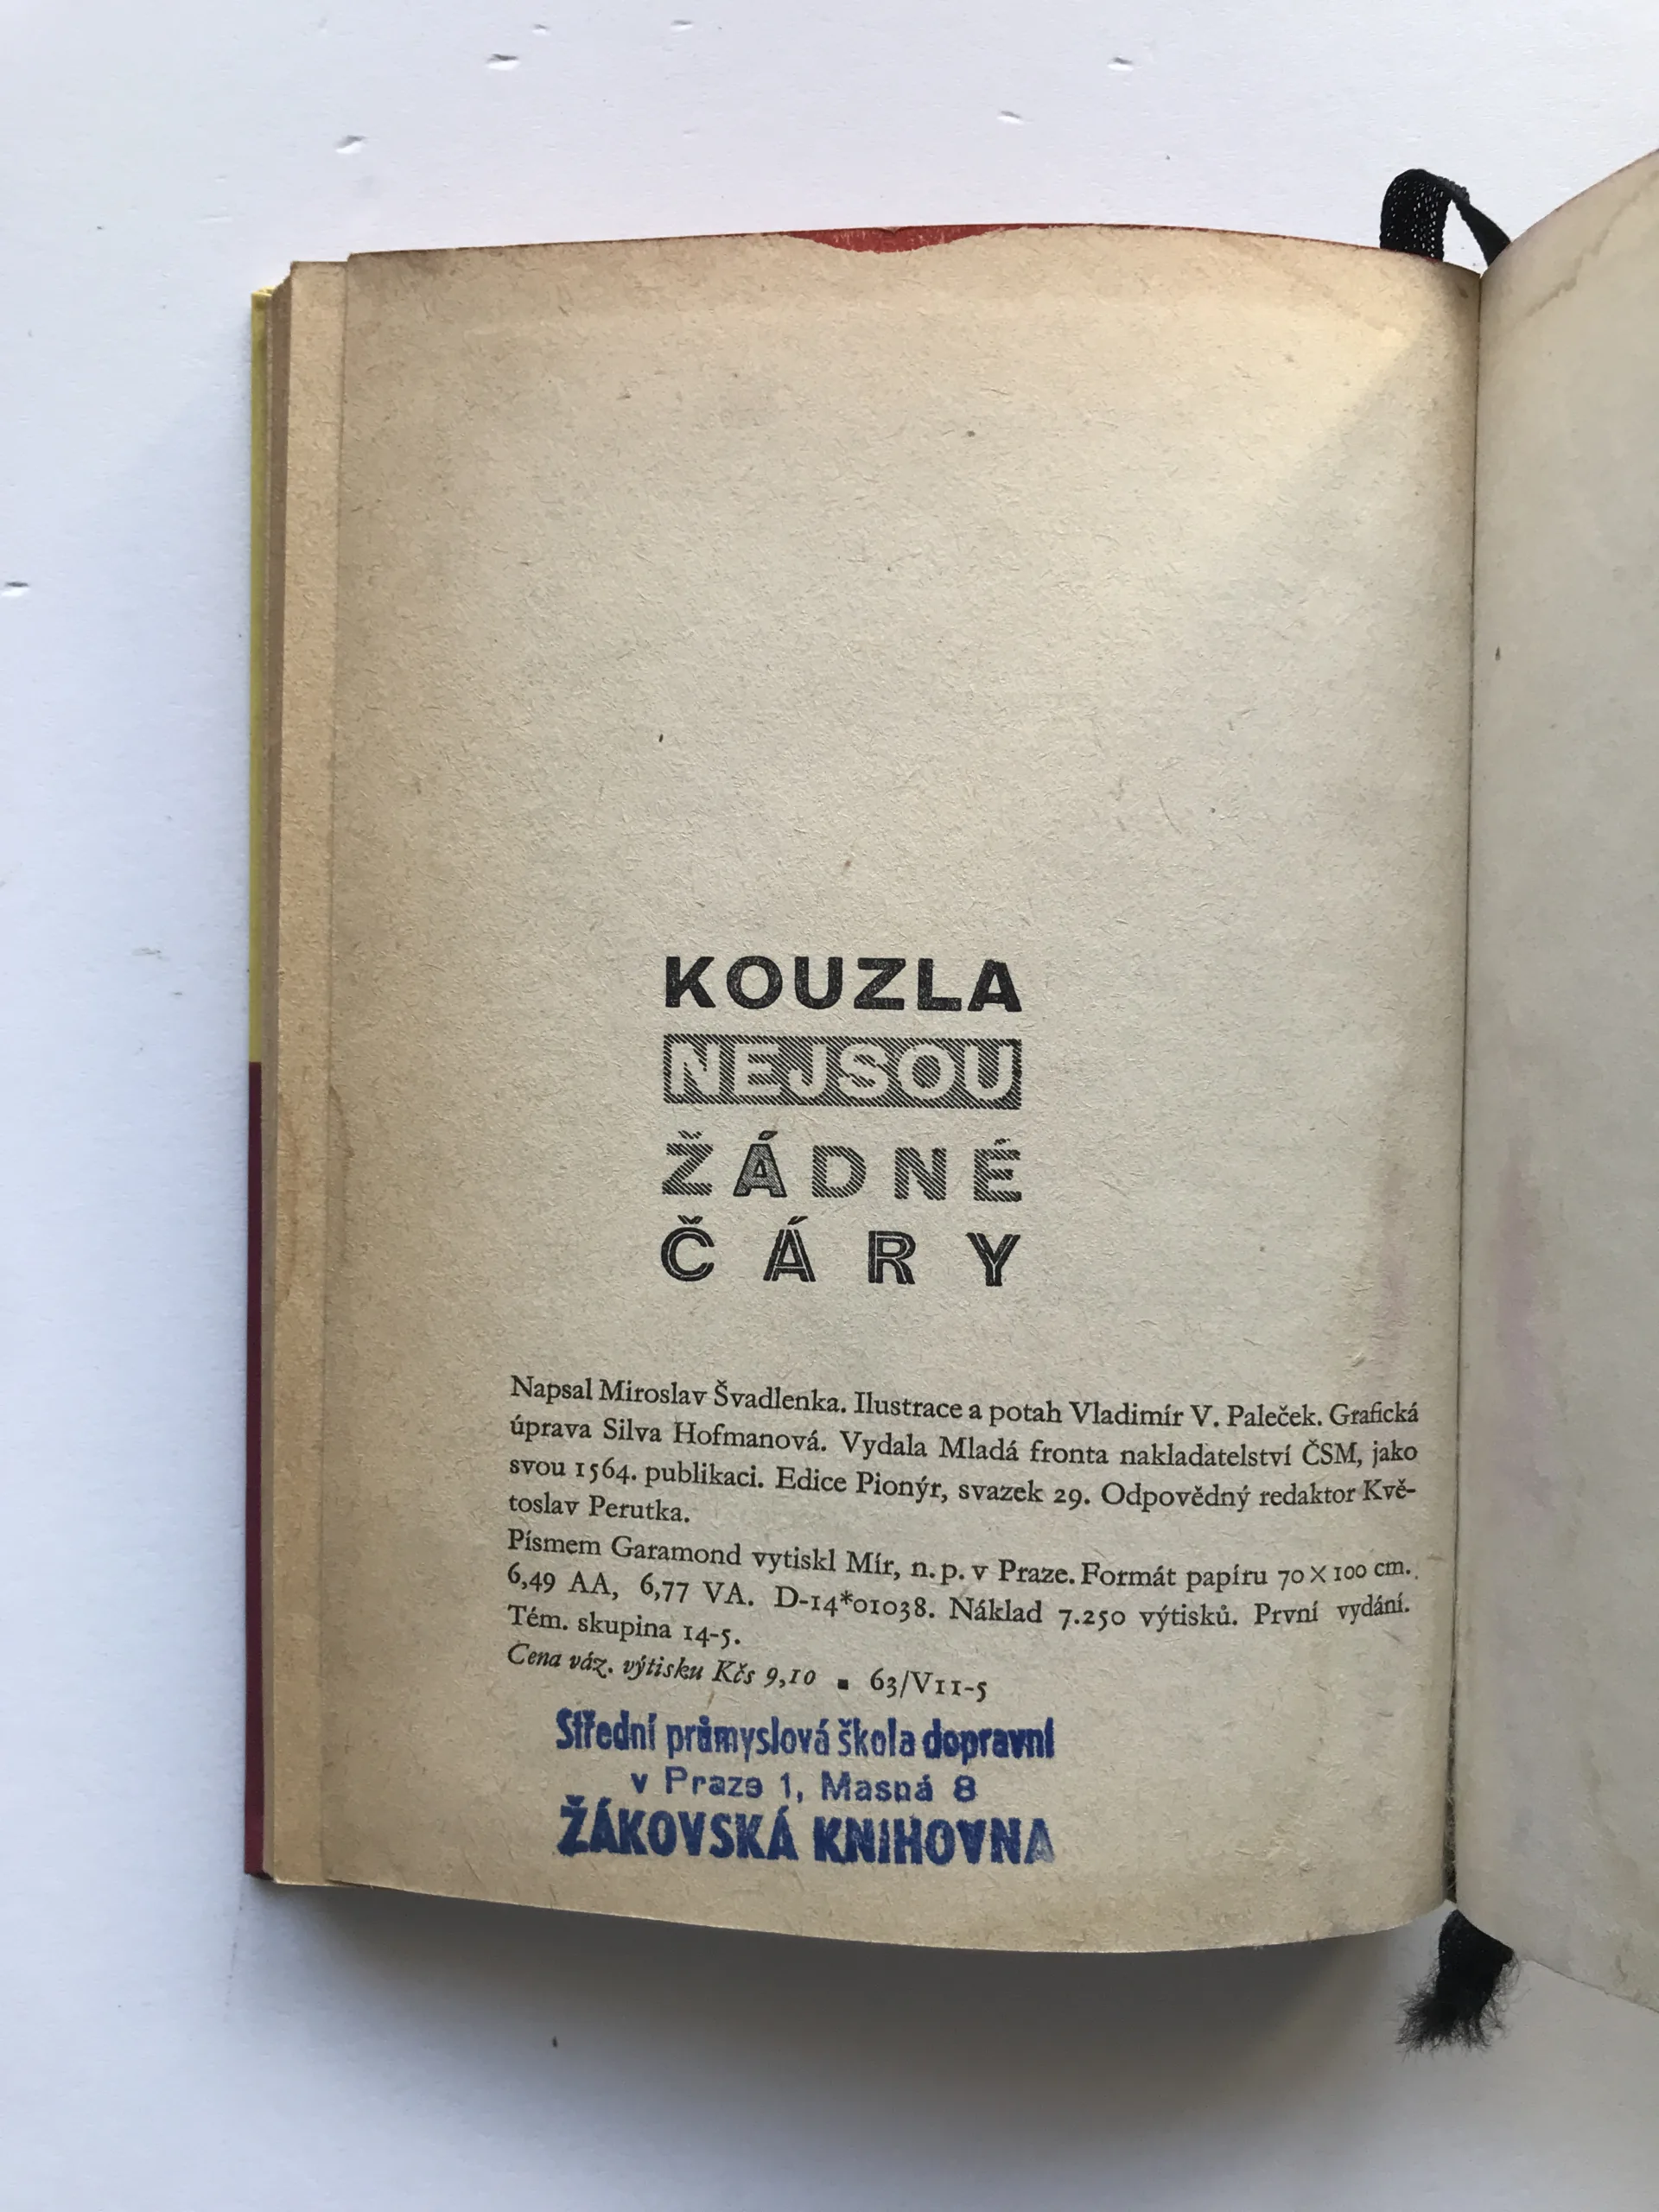 KOUZLA
NEJSOU
ŽÁDNÉ
ČÁRY
Napsal Miroslav Švadlenka. Ilustrace a potah Vladimír V. Paleček. Grafická
úprava Silva Hofmanová. Vydala Mladá fronta nakladatelství ČSM, jako
svou 1564. publikaci. Edice Pionýr, svazek 29. Odpovědný redaktor Kvě-
toslav Perutka.
Písmem Garamond vytiskl Mír, n. p. v Praze. Formát papíru 70 × 100 cm.
6,49 AA, 6,77 VA. D-14*01038. Náklad 7.250 výtisků. První vydání.
Tém. skupina 14-5.
Cena váz. výtisku Kčs 9,10 ▪ 63/V11-5
Střední průmyslová škola dopravní
v Praze 1, Masná 8
ŽÁKOVSKÁ KNIHOVNA